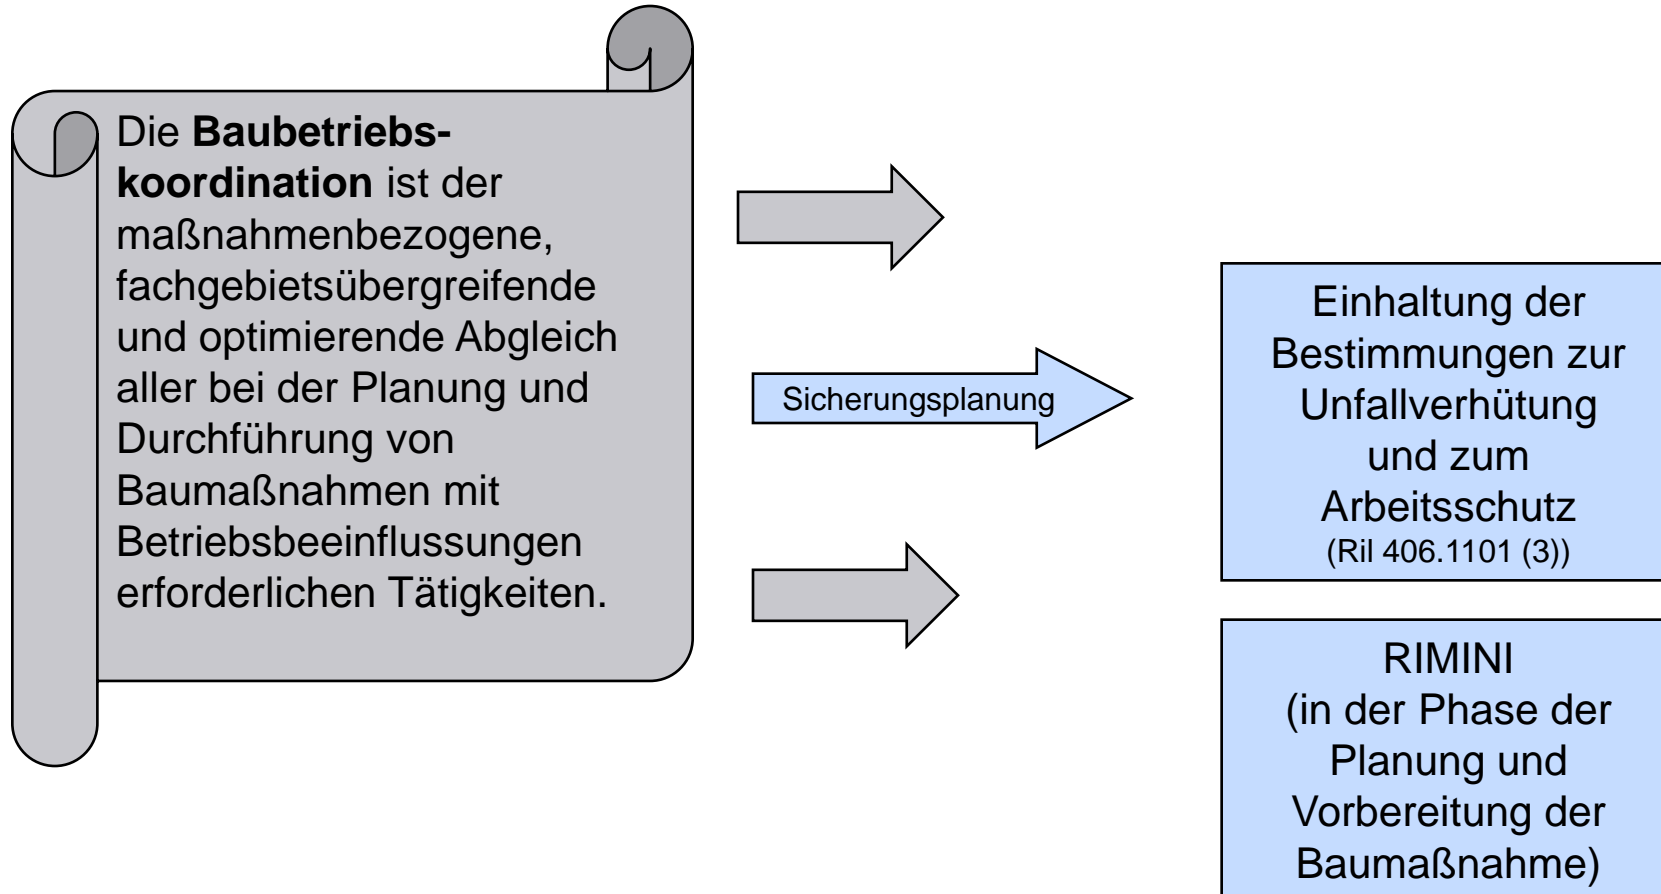 Die Baubetriebs-
koordination ist der
maßnahmenbezogene,
fachgebietsübergreifende
und optimierende Abgleich
aller bei der Planung und
Durchführung von
Baumaßnahmen mit
Betriebsbeeinflussungen
erforderlichen Tätigkeiten.
Sicherungsplanung
Einhaltung der
Bestimmungen zur
Unfallverhütung
und zum
Arbeitsschutz
(Ril 406.1101 (3))
RIMINI
(in der Phase der
Planung und
Vorbereitung der
Baumaßnahme)